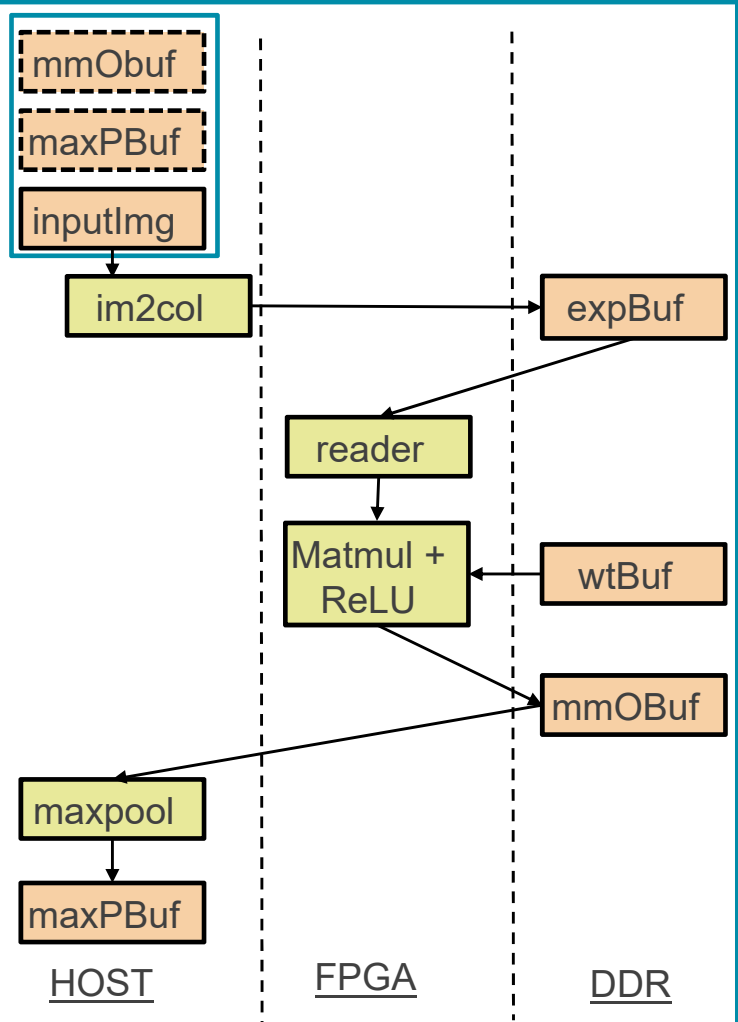 mmObuf
maxPBuf
inputImg
im2col
expBuf
reader
Matmul +
ReLU
wtBuf
mmOBuf
maxpool
maxPBuf
HOST
FPGA
DDR